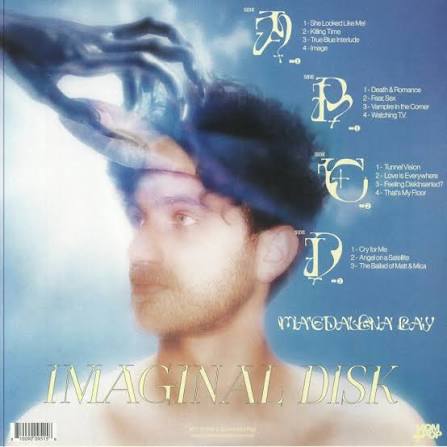 SIDE A
1 - She Looked Like Me!
2 - Killing Time
3 - True Blue Interlude
4 - Image
SIDE B
1 - Death & Romance
2 - Fear, Sex
3 - Vampire in the Corner
4 - Watching T.V.
SIDE C
1 - Tunnel Vision
2 - Love is Everywhere
3 - Feeling DiskInserted?
4 - That's My Floor
SIDE D
1 - Cry for Me
2 - Angel on a Satellite
3 - The Ballad of Matt & Mica
MAGDALENA BAY
IMAGINAL DISK
MOM
+POP